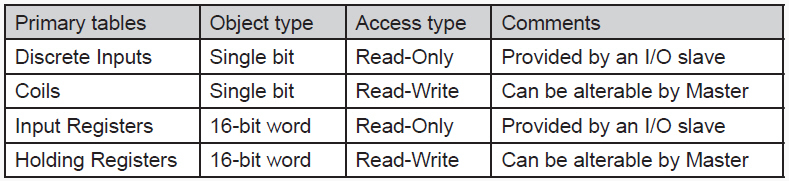 Primary tables Object type Access type Comments
Discrete Inputs Single bit Read-Only Provided by an I/O slave
Coils Single bit Read-Write Can be alterable by Master
Input Registers 16-bit word Read-Only Provided by an I/O slave
Holding Registers 16-bit word Read-Write Can be alterable by Master